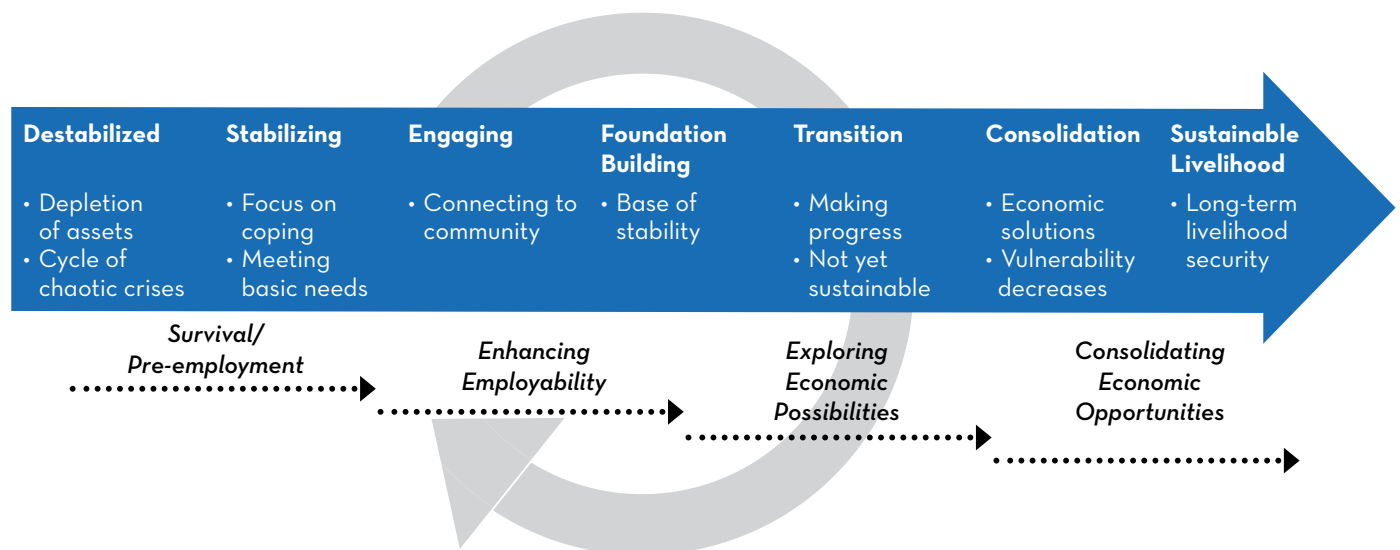 Destabilized
• Depletion
of assets
• Cycle of
chaotic crises
Stabilizing
• Focus on
coping
• Meeting
basic needs
Engaging
• Connecting to
community
Foundation
Building
• Base of
stability
Transition
• Making
progress
• Not yet
sustainable
Consolidation
• Economic
solutions
• Vulnerability
decreases
Sustainable
Livelihood
• Long-term
livelihood
security
Survival/
Pre-employment
Enhancing
Employability
Exploring
Economic
Possibilities
Consolidating
Economic
Opportunities